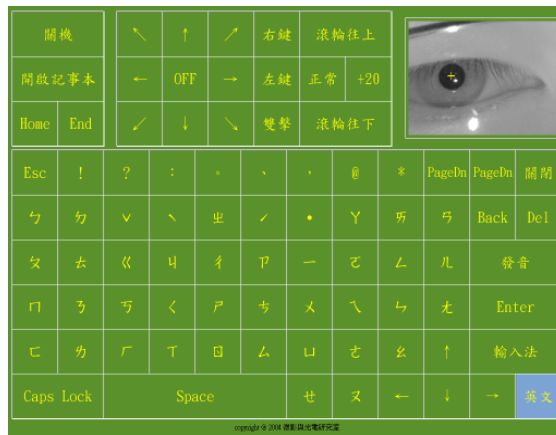 關機 ↖ ↑ ↗ 右鍵 滾輪往上
開啟記事本 ← OFF → 左鍵 正常 +20
Home End ↙ ↓ ↘ 雙擊 滾輪往下
Esc ! ? : 。 、 , @ * PageDn PageDn 關閉
ㄅ ㄉ ˇ ˋ ㄓ ˊ ˙ ㄚ ㄞ ㄢ Back Del
ㄆ ㄊ ㄍ ㄐ ㄔ ㄗ ㄧ ㄛ ㄥ ㄦ 發音
ㄇ ㄋ ㄎ ㄑ ㄕ ㄘ ㄨ ㄟ ㄣ ㄤ Enter
ㄈ ㄌ ㄏ ㄒ ㄖ ㄙ ㄩ ㄜ ㄠ ↑ 輸入法
Caps Lock Space ㄝ ㄡ ← ↓ → 英文
copyright @ 2008